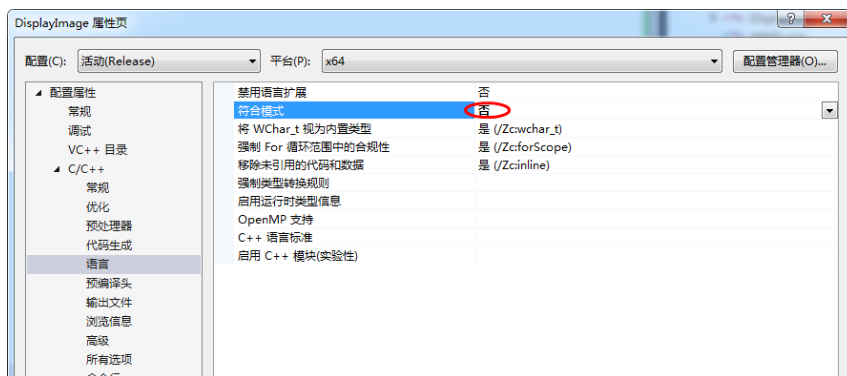 DisplayImage 属性页
配置(C): 活动(Release) 平台(P): x64 配置管理器(O)...
配置属性
常规
调试
VC++ 目录
C/C++
常规
优化
预处理器
代码生成
语言
预编译头
输出文件
浏览信息
高级
所有选项
禁用语言扩展 否
符合模式 否
将 WChar_t 视为内置类型 是 (/Zc:wchar_t)
强制 For 循环范围中的合规性 是 (/Zc:forScope)
移除未引用的代码和数据 是 (/Zc:inline)
强制类型转换规则
启用运行时类型信息
OpenMP 支持
C++ 语言标准
启用 C++ 模块(实验性)